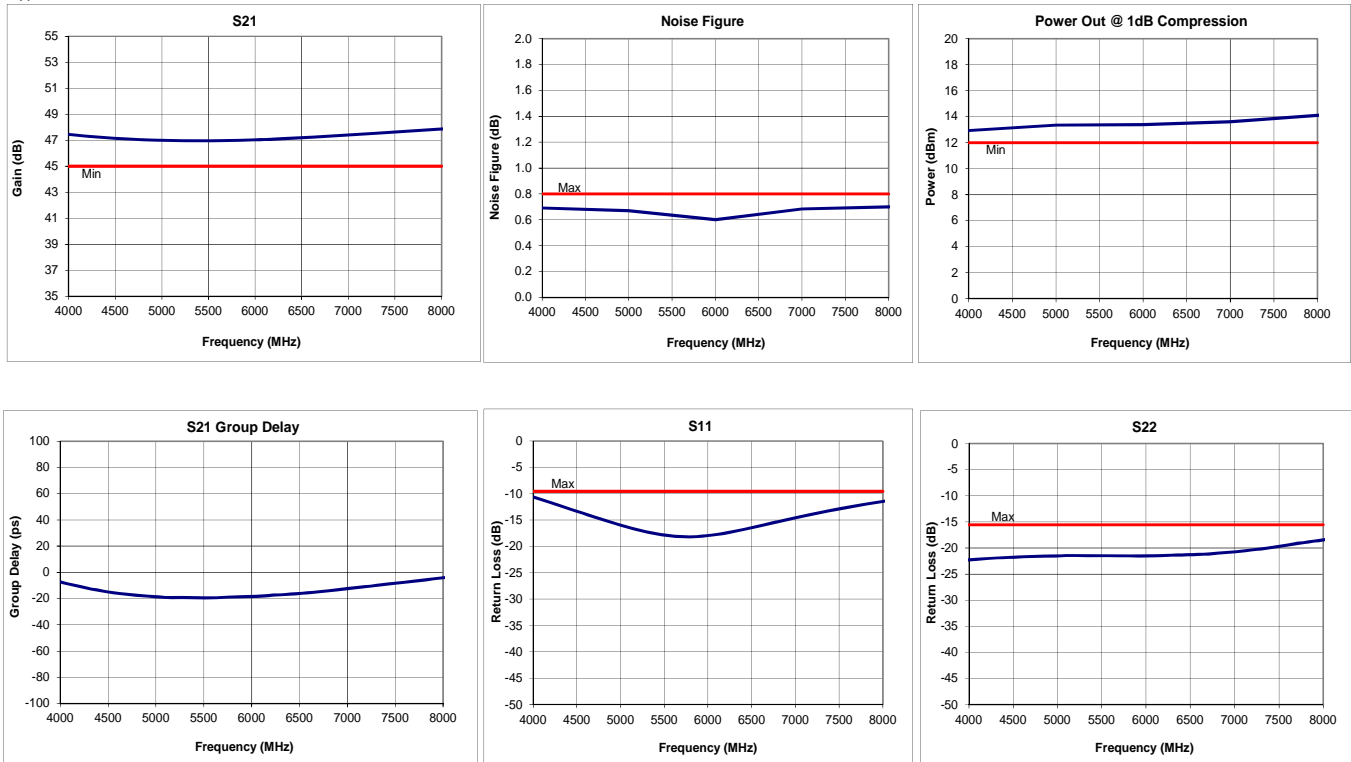 S21
Gain (dB)
55
53
51
49
47
45
43
41
39
37
35
Min
4000 4500 5000 5500 6000 6500 7000 7500 8000
Frequency (MHz)
Noise Figure
Noise Figure (dB)
2.0
1.8
1.6
1.4
1.2
1.0
0.8
0.6
0.4
0.2
0.0
Max
4000 4500 5000 5500 6000 6500 7000 7500 8000
Frequency (MHz)
Power Out @ 1dB Compression
Power (dBm)
20
18
16
14
12
10
8
6
4
2
0
Min
4000 4500 5000 5500 6000 6500 7000 7500 8000
Frequency (MHz)
S21 Group Delay
Group Delay (ps)
100
80
60
40
20
0
-20
-40
-60
-80
-100
4000 4500 5000 5500 6000 6500 7000 7500 8000
Frequency (MHz)
S11
Return Loss (dB)
0
-5
-10
-15
-20
-25
-30
-35
-40
-45
-50
Max
4000 4500 5000 5500 6000 6500 7000 7500 8000
Frequency (MHz)
S22
Return Loss (dB)
0
-5
-10
-15
-20
-25
-30
-35
-40
-45
-50
Max
4000 4500 5000 5500 6000 6500 7000 7500 8000
Frequency (MHz)